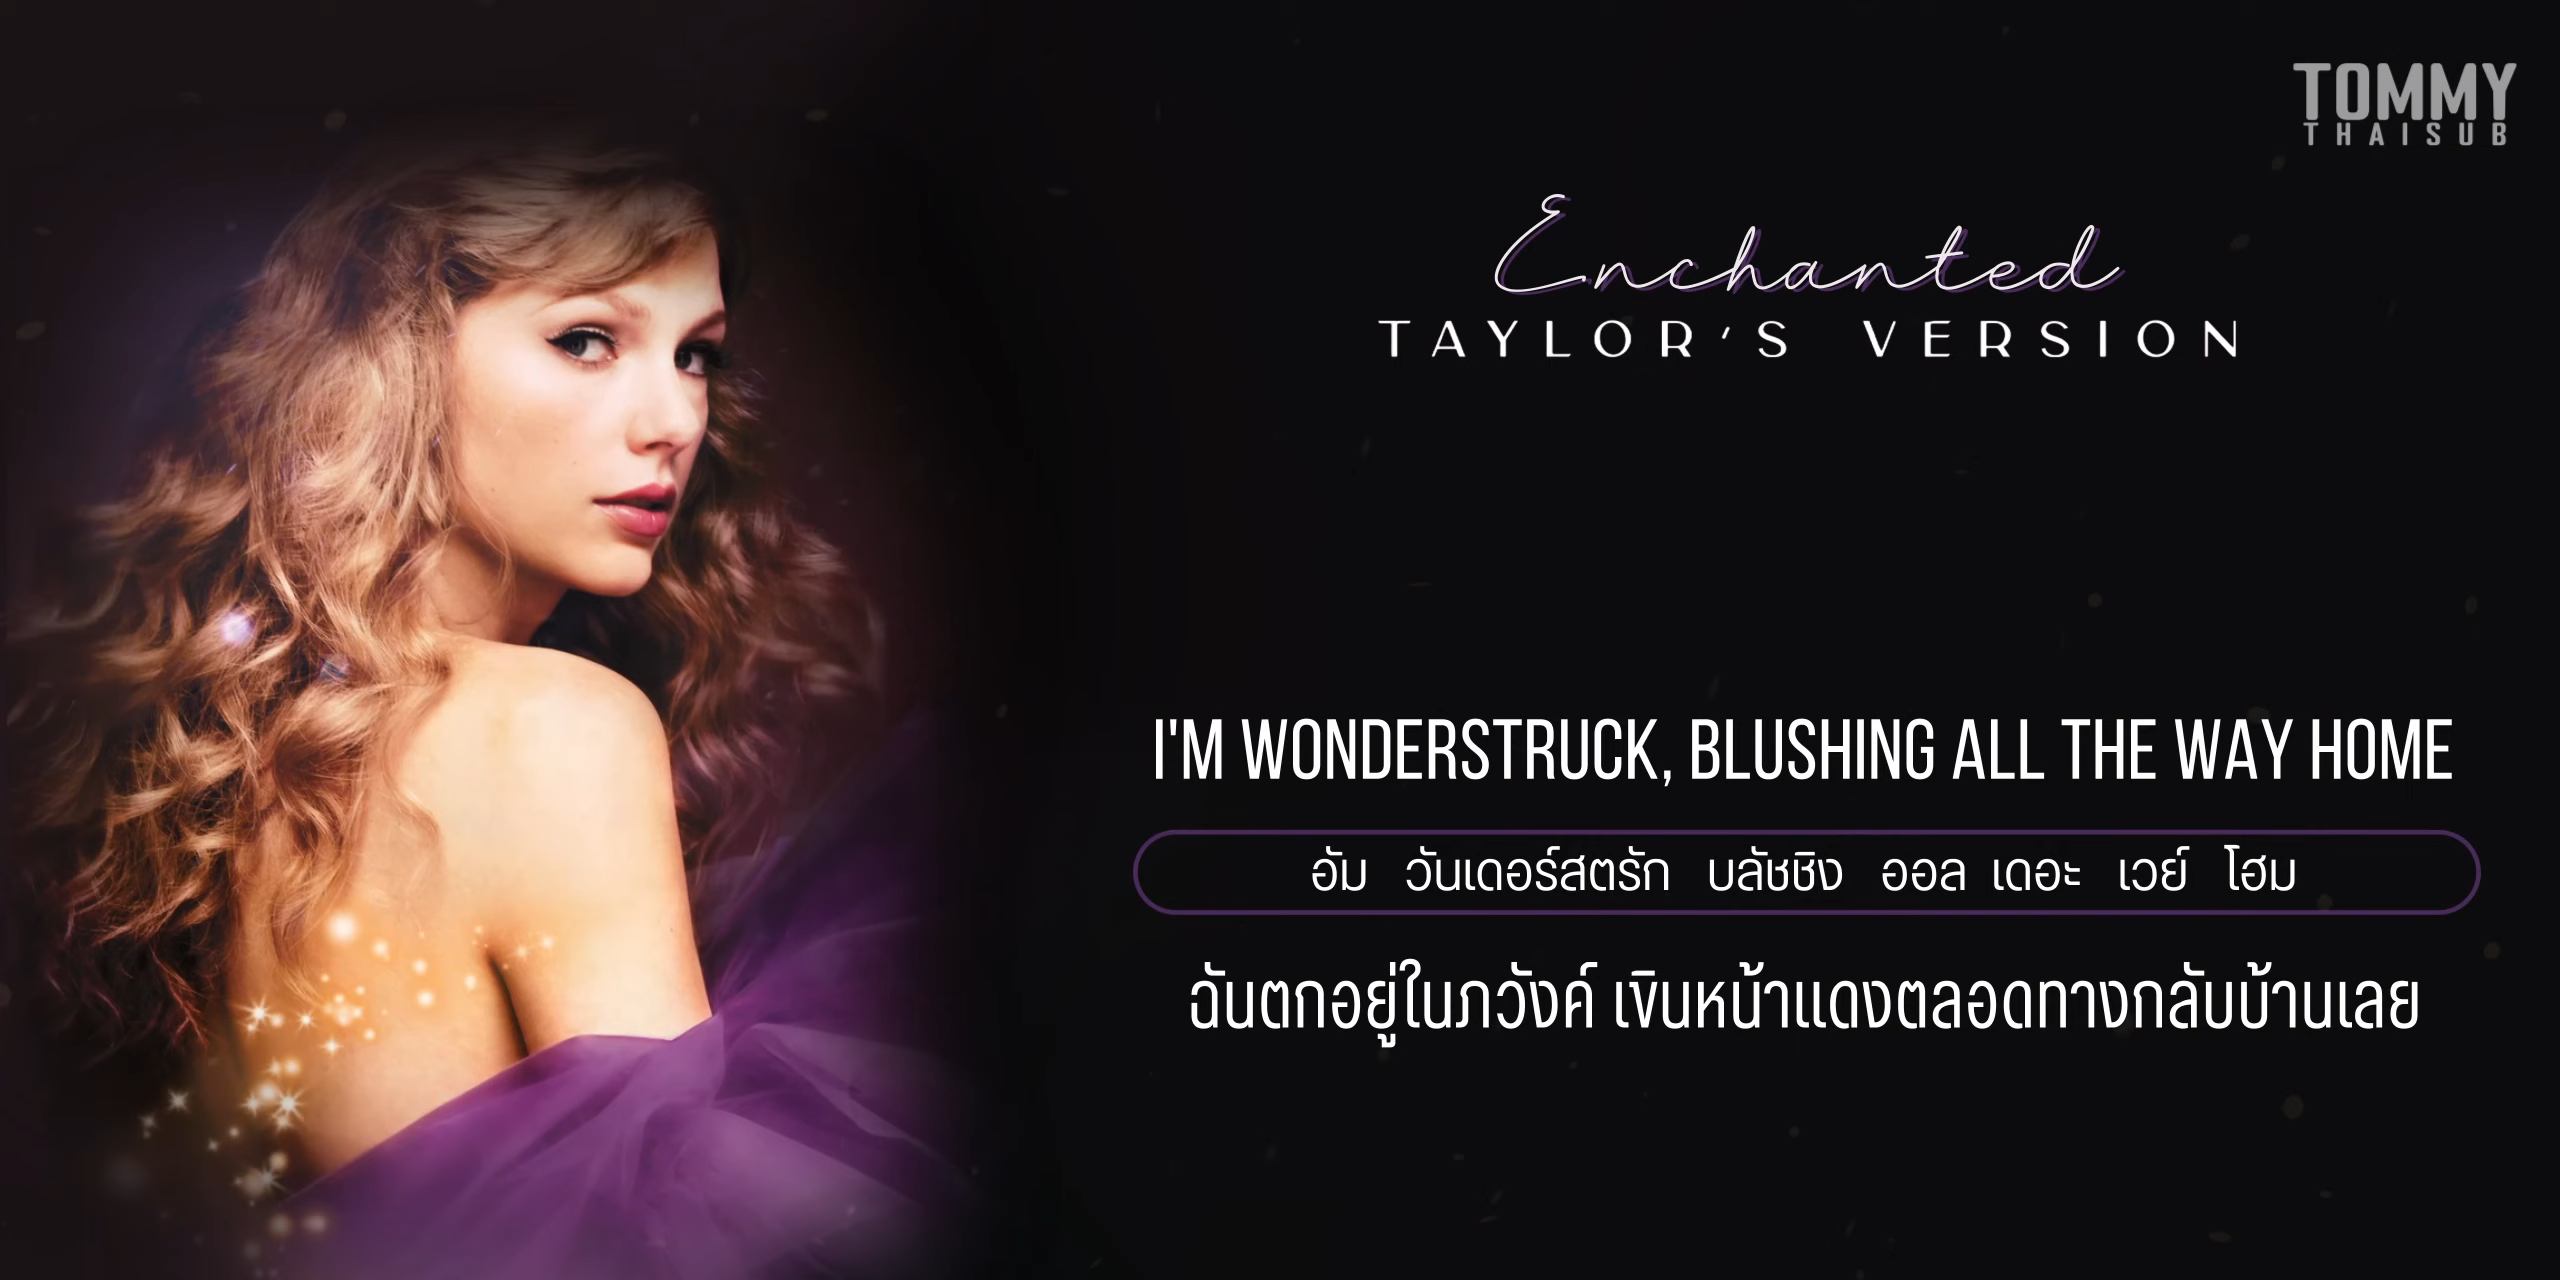 TOMMY
THAISUB
Enchanted
TAYLOR'S VERSION
I'M WONDERSTRUCK, BLUSHING ALL THE WAY HOME
อัม วันเดอร์สตรัก บลัชชิง ออล เดอะ เวย์ โฮม
ฉันตกอยู่ในภวังค์ เขินหน้าแดงตลอดทางกลับบ้านเลย